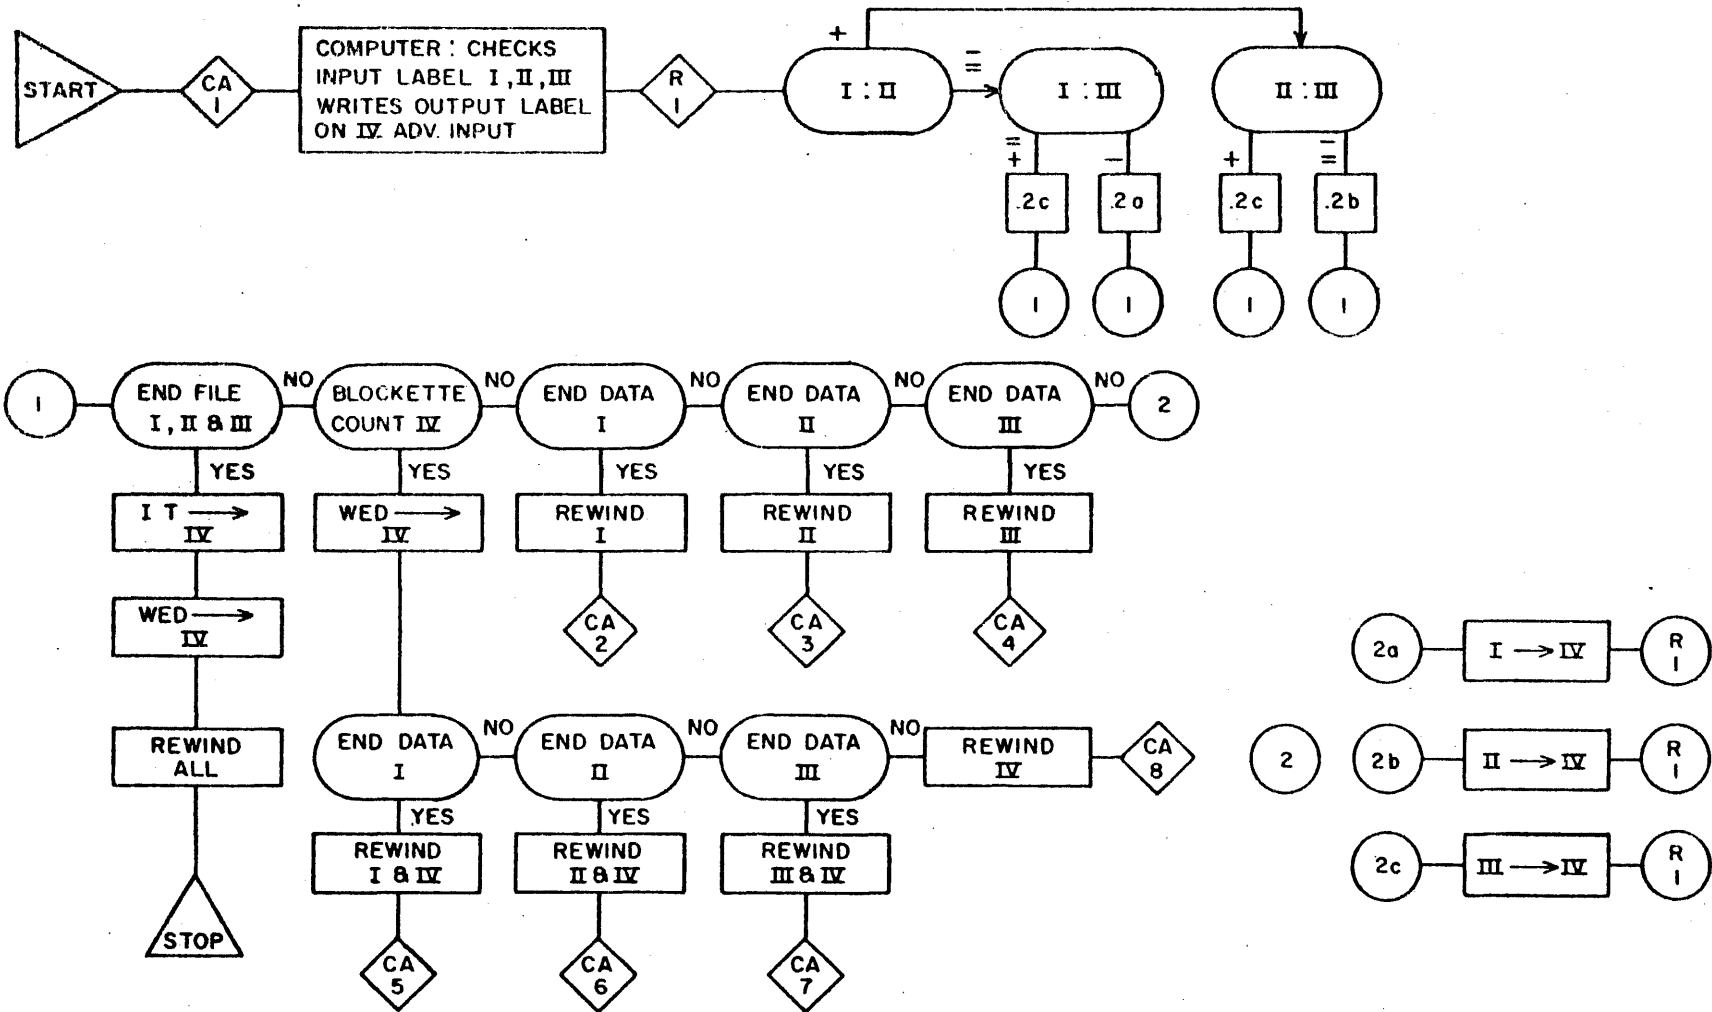 START
CA
1
COMPUTER : CHECKS
INPUT LABEL I, II, III
WRITES OUTPUT LABEL
ON IV ADV. INPUT
R
1
+
I : II
–
=
I : III
II : III
=
+
–
+
–
=
.2c
.2a
.2c
.2b
1
1
1
1
1
END FILE
I, II & III
NO
BLOCKETTE
COUNT IV
NO
END DATA
I
NO
END DATA
II
NO
END DATA
III
NO
2
YES
YES
YES
YES
YES
I T →
IV
WED →
IV
REWIND
I
REWIND
II
REWIND
III
WED →
IV
CA
2
CA
3
CA
4
2a
I → IV
R
1
REWIND
ALL
END DATA
I
NO
END DATA
II
NO
END DATA
III
NO
REWIND
IV
CA
8
2
2b
II → IV
R
1
YES
YES
YES
REWIND
I & IV
REWIND
II & IV
REWIND
III & IV
2c
III → IV
R
1
STOP
CA
5
CA
6
CA
7